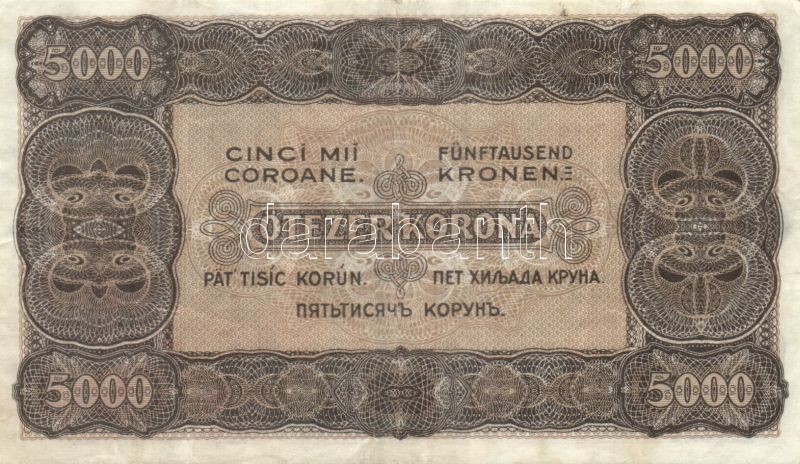 5000 5000
CINCI MII
COROANE.
FÜNFTAUSEND
KRONEN.
ÖTEZER KORONA
darabanth
PÄT' TISÍC KORÚN. ПЕТ ХИЉАДА КРУНА.
ПЯТЬТИСЯЧЪ КОРУНЪ.
5000 5000